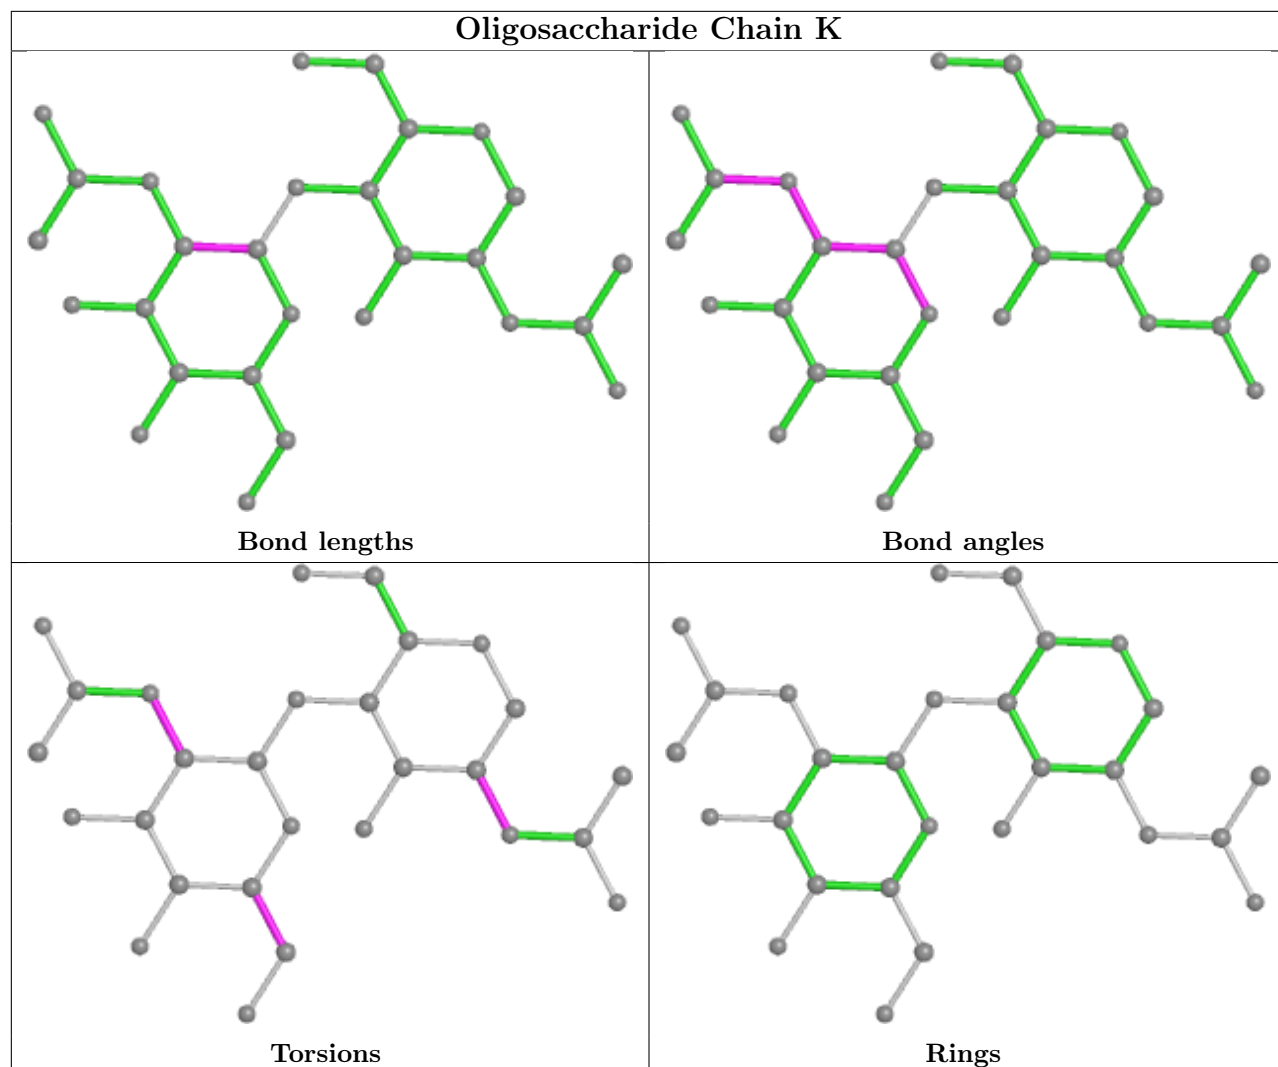 Oligosaccharide Chain K
Bond lengths
Bond angles
Torsions
Rings